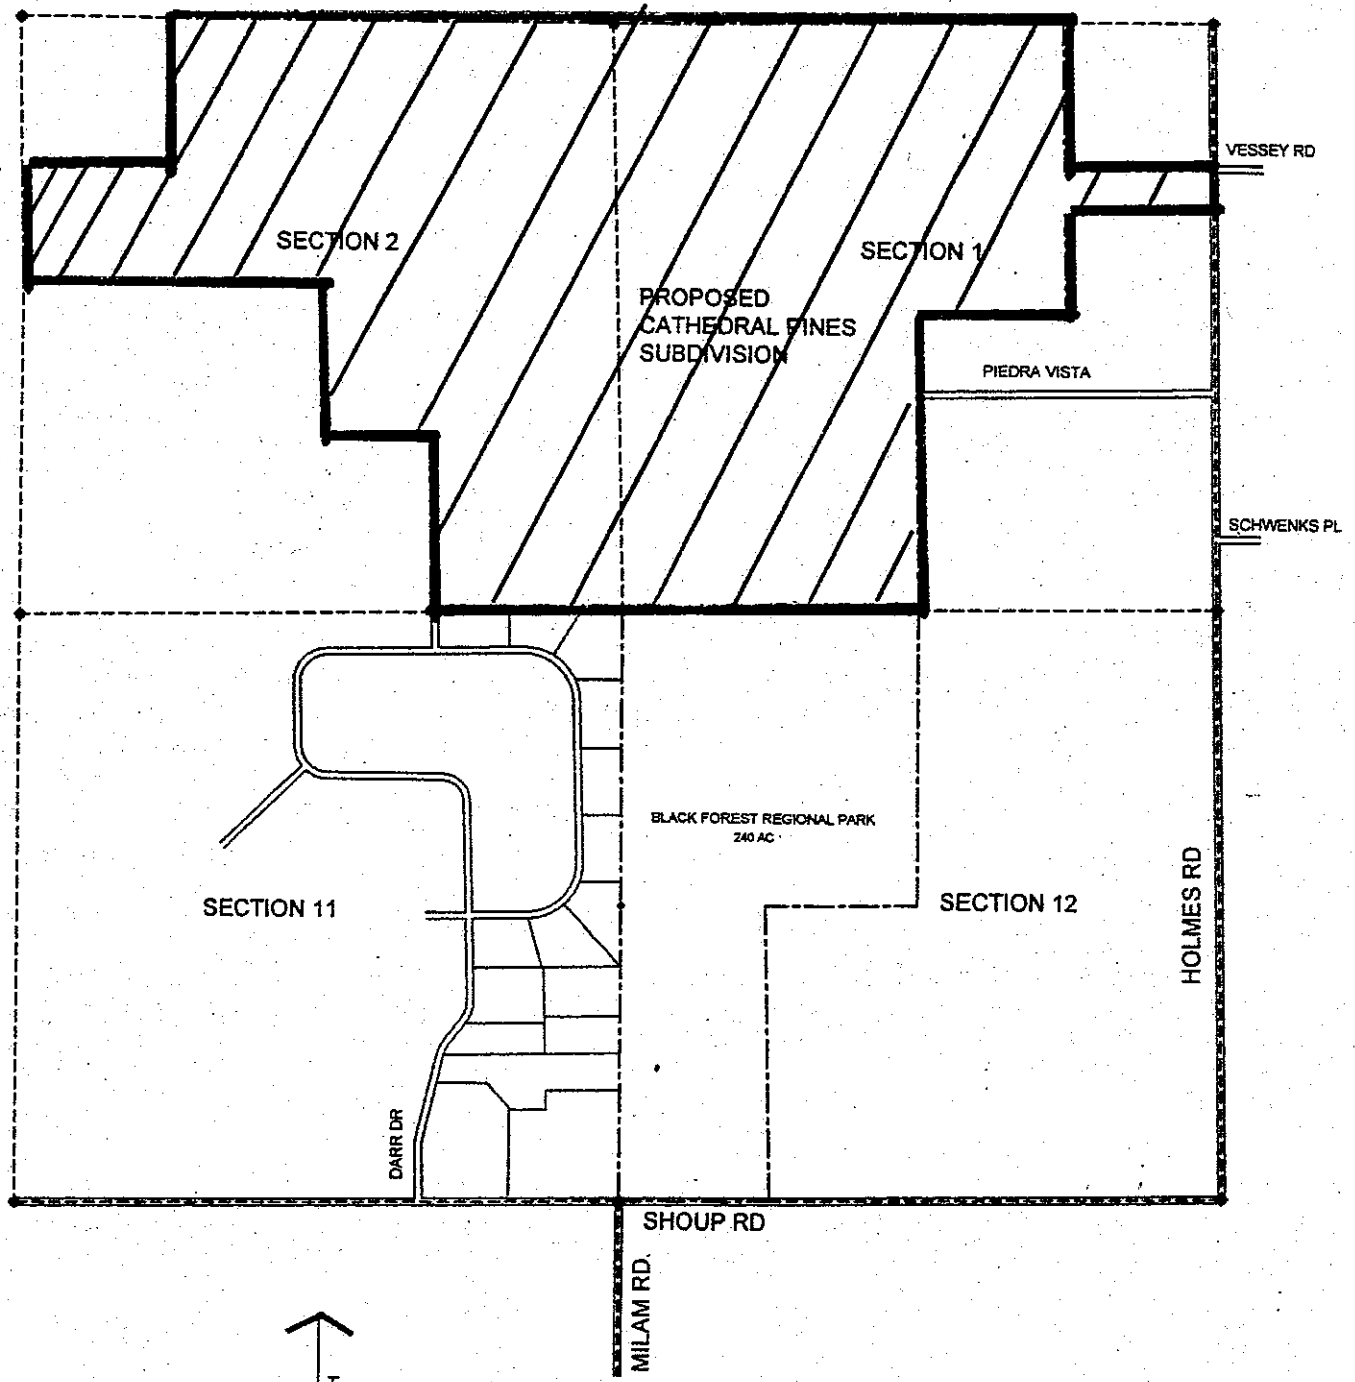 VESSEY RD
SECTION 2
SECTION 1
PROPOSED
CATHEDRAL PINES
SUBDIVISION
PIEDRA VISTA
SCHWENKS PL
BLACK FOREST REGIONAL PARK
240 AC
SECTION 11
SECTION 12
HOLMES RD
DARR DR
SHOUP RD
MILAM RD.